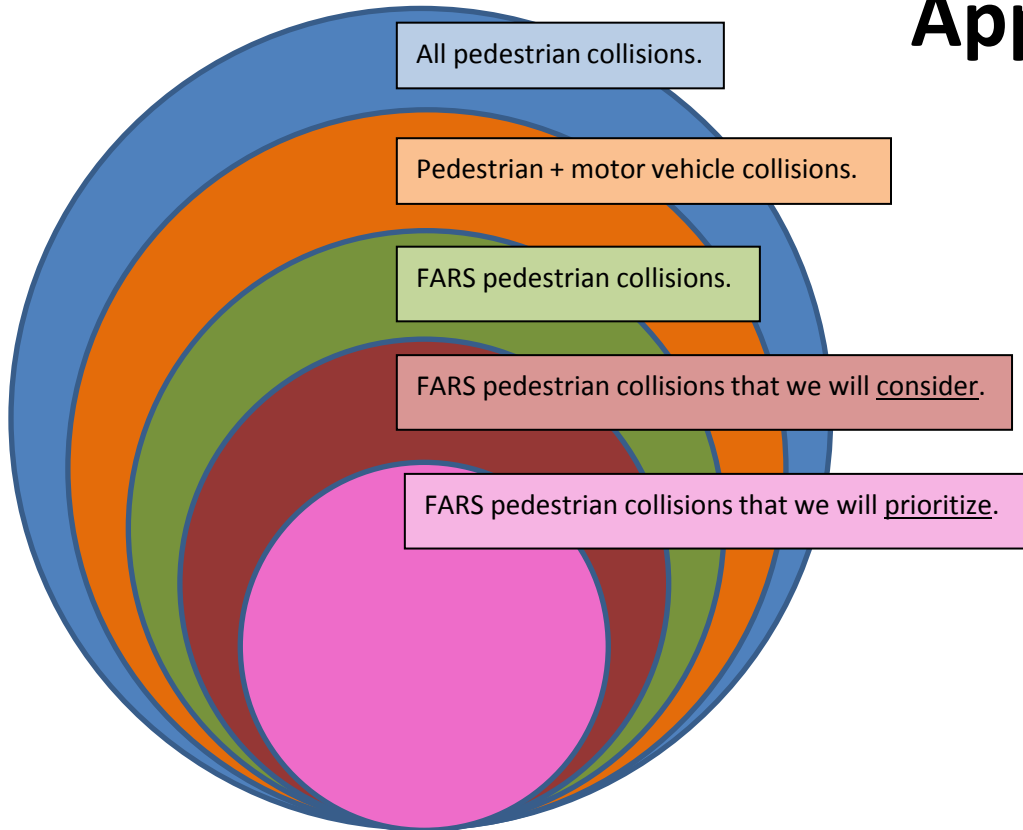 App
All pedestrian collisions.
Pedestrian + motor vehicle collisions.
FARS pedestrian collisions.
FARS pedestrian collisions that we will consider.
FARS pedestrian collisions that we will prioritize.